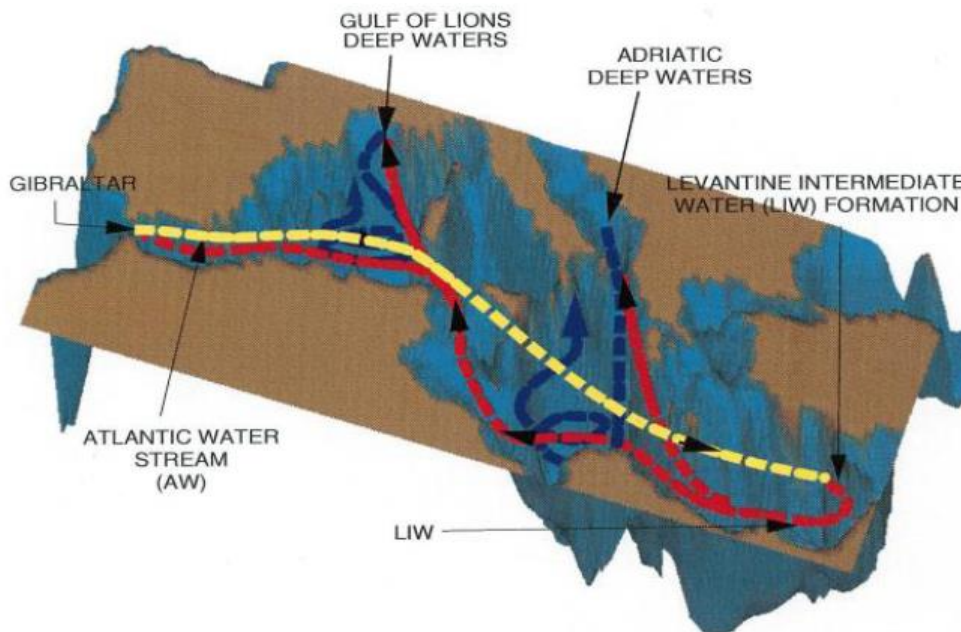 GULF OF LIONS
DEEP WATERS
ADRIATIC
DEEP WATERS
GIBRALTAR
LEVANTINE INTERMEDIATE
WATER (LIW) FORMATION
ATLANTIC WATER
STREAM
(AW)
LIW